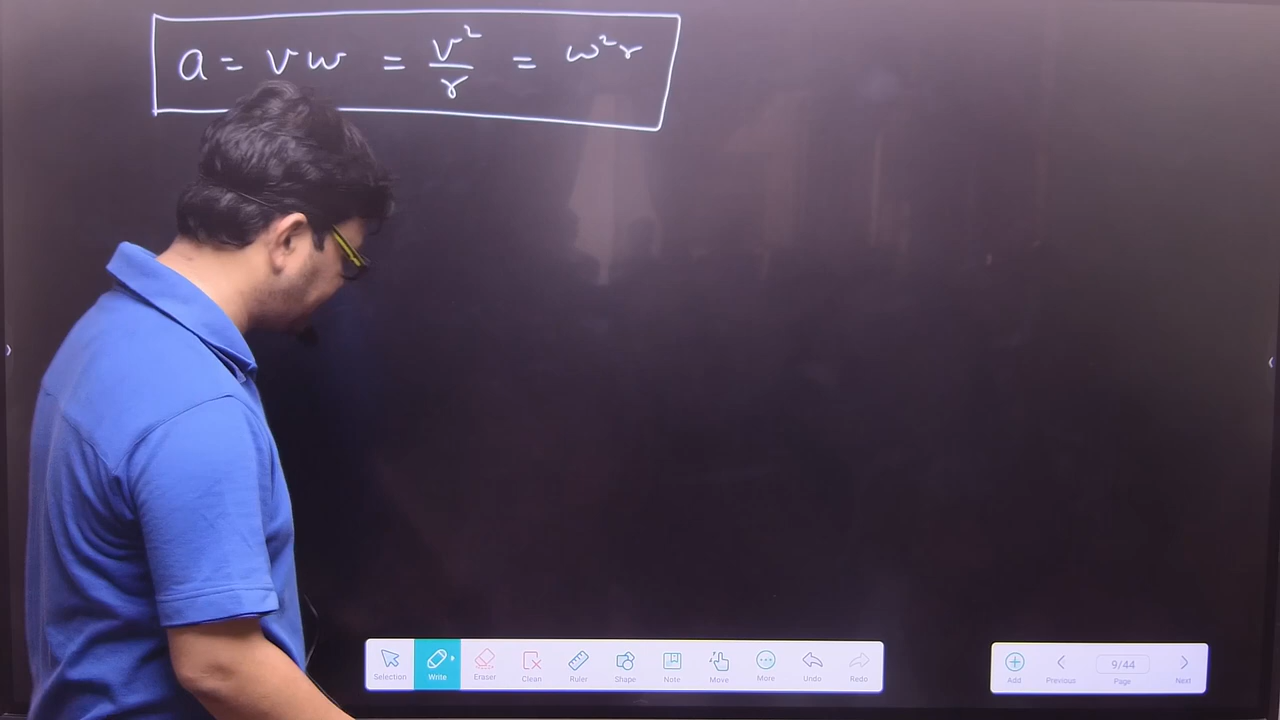 a = vw = v²/r = w²r
Selection Write Eraser Clean Ruler Shape Note Move More Undo Redo
Add Previous 9/44 Page Next